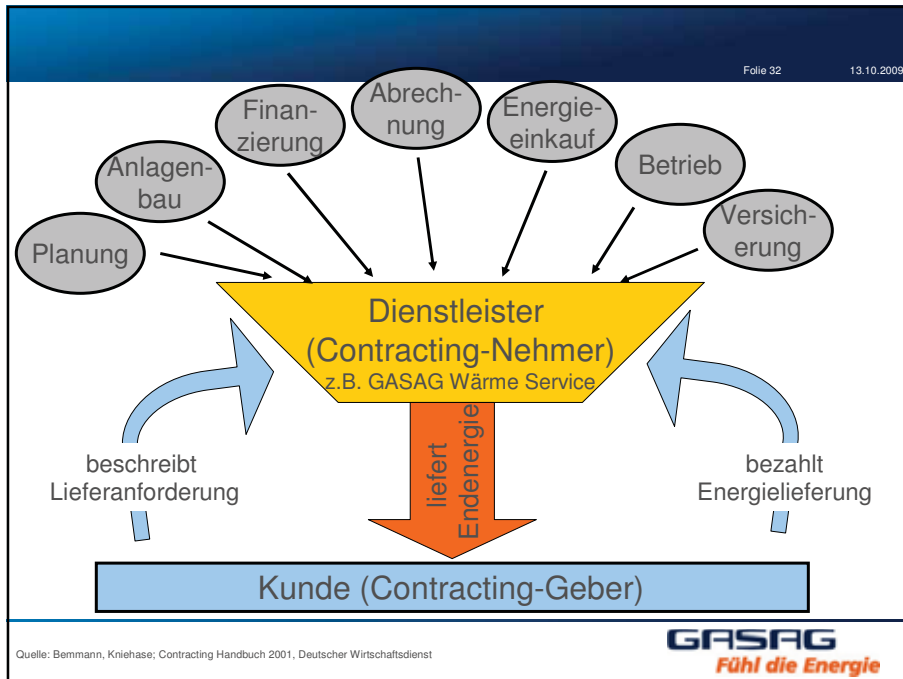 Folie 32 13.10.2009
Planung
Anlagen-
bau
Finan-
zierung
Abrech-
nung
Energie-
einkauf
Betrieb
Versich-
erung
Dienstleister
(Contracting-Nehmer)
z.B. GASAG Wärme Service
beschreibt
Lieferanforderung
liefert
Endenergie
bezahlt
Energielieferung
Kunde (Contracting-Geber)
Quelle: Bemmann, Kniehase; Contracting Handbuch 2001, Deutscher Wirtschaftsdienst
GASAG
Fühl die Energie